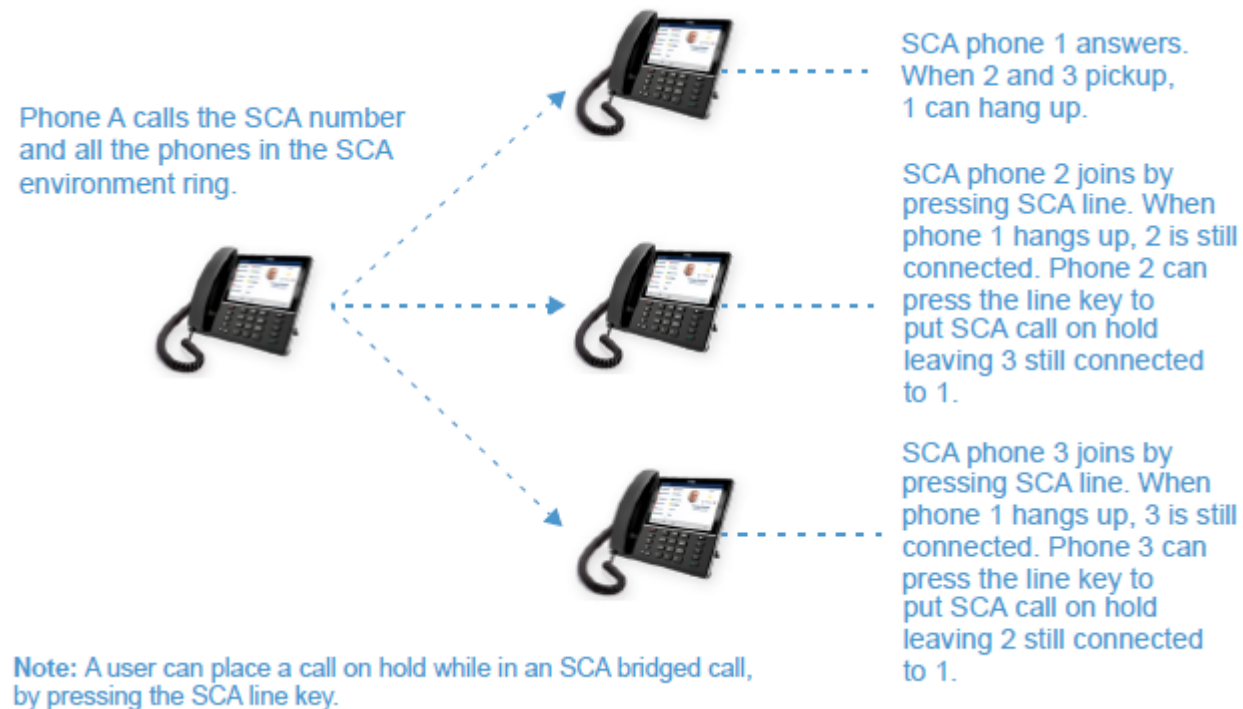 Phone A calls the SCA number
and all the phones in the SCA
environment ring.
SCA phone 1 answers.
When 2 and 3 pickup,
1 can hang up.
SCA phone 2 joins by
pressing SCA line. When
phone 1 hangs up, 2 is still
connected. Phone 2 can
press the line key to
put SCA call on hold
leaving 3 still connected
to 1.
SCA phone 3 joins by
pressing SCA line. When
phone 1 hangs up, 3 is still
connected. Phone 3 can
press the line key to
put SCA call on hold
leaving 2 still connected
to 1.
Note: A user can place a call on hold while in an SCA bridged call,
by pressing the SCA line key.